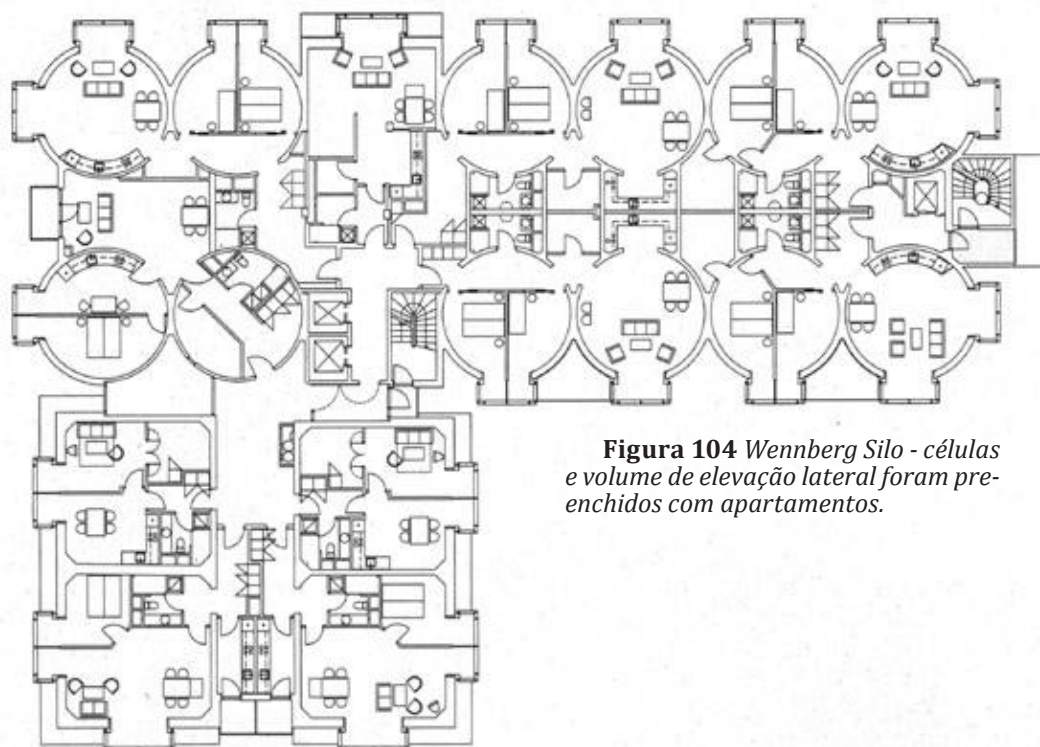 Figura 104 Wennberg Silo - células
e volume de elevação lateral foram pre-
enchidos com apartamentos.